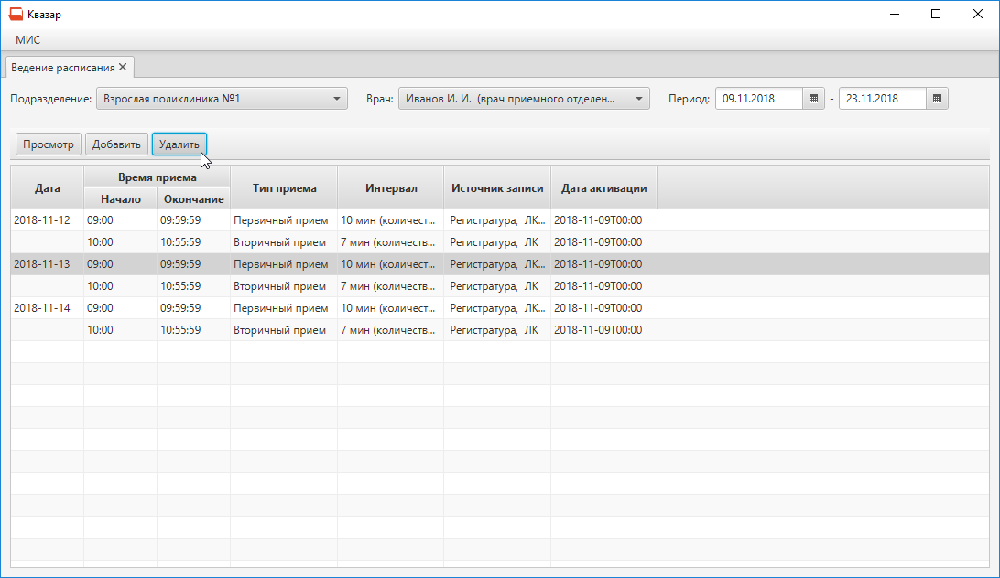 Квазар
МИС
Ведение расписания
Подразделение: Взрослая поликлиника №1 Врач: Иванов И. И. (врач приемного отделен... Период: 09.11.2018 - 23.11.2018
Просмотр Добавить Удалить
Дата Время приема Тип приема Интервал Источник записи Дата активации
Начало Окончание
2018-11-12 09:00 09:59:59 Первичный прием 10 мин (количест... Регистратура, ЛК... 2018-11-09T00:00
10:00 10:55:59 Вторичный прием 7 мин (количеств... Регистратура, ЛК 2018-11-09T00:00
2018-11-13 09:00 09:59:59 Первичный прием 10 мин (количест... Регистратура, ЛК... 2018-11-09T00:00
10:00 10:55:59 Вторичный прием 7 мин (количеств... Регистратура, ЛК 2018-11-09T00:00
2018-11-14 09:00 09:59:59 Первичный прием 10 мин (количест... Регистратура, ЛК... 2018-11-09T00:00
10:00 10:55:59 Вторичный прием 7 мин (количеств... Регистратура, ЛК 2018-11-09T00:00